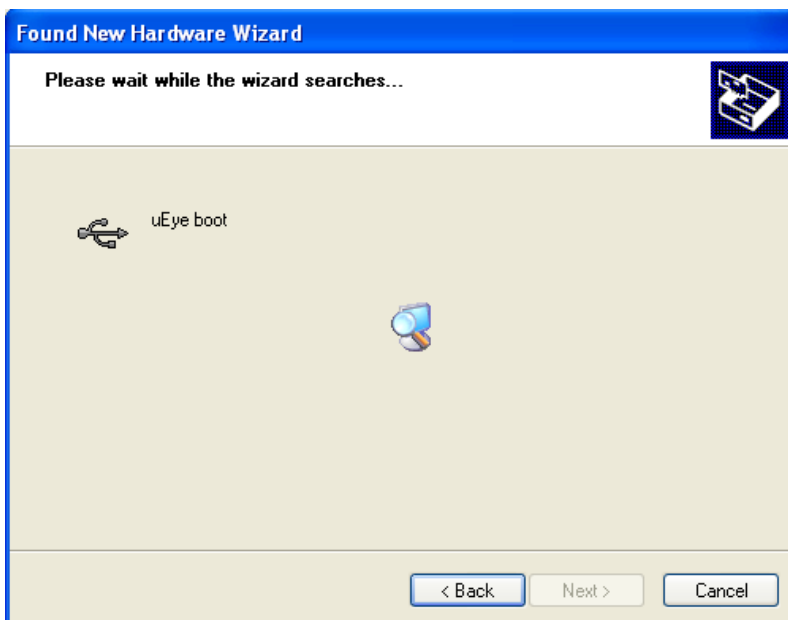 Found New Hardware Wizard
Please wait while the wizard searches...
uEye boot
< Back
Next >
Cancel